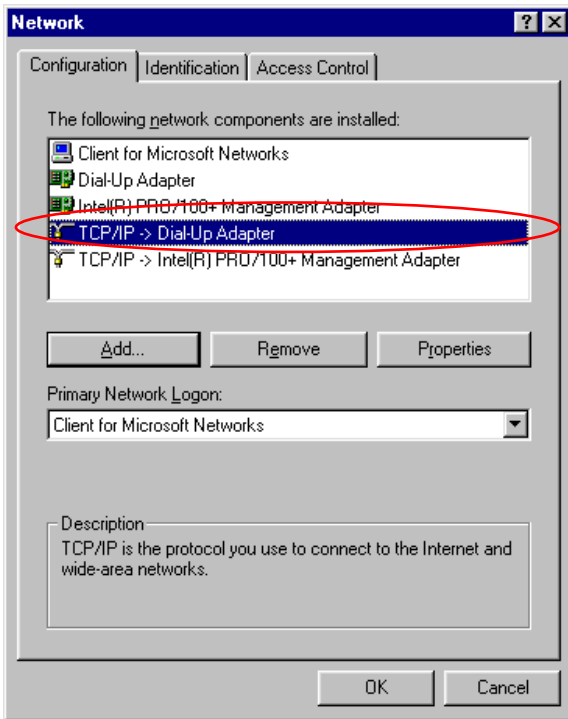 Network
Configuration Identification Access Control
The following network components are installed:
Client for Microsoft Networks
Dial-Up Adapter
Intel(R) PRO/100+ Management Adapter
TCP/IP -> Dial-Up Adapter
TCP/IP -> Intel(R) PRO/100+ Management Adapter
Add... Remove Properties
Primary Network Logon:
Client for Microsoft Networks
Description
TCP/IP is the protocol you use to connect to the Internet and
wide-area networks.
OK Cancel